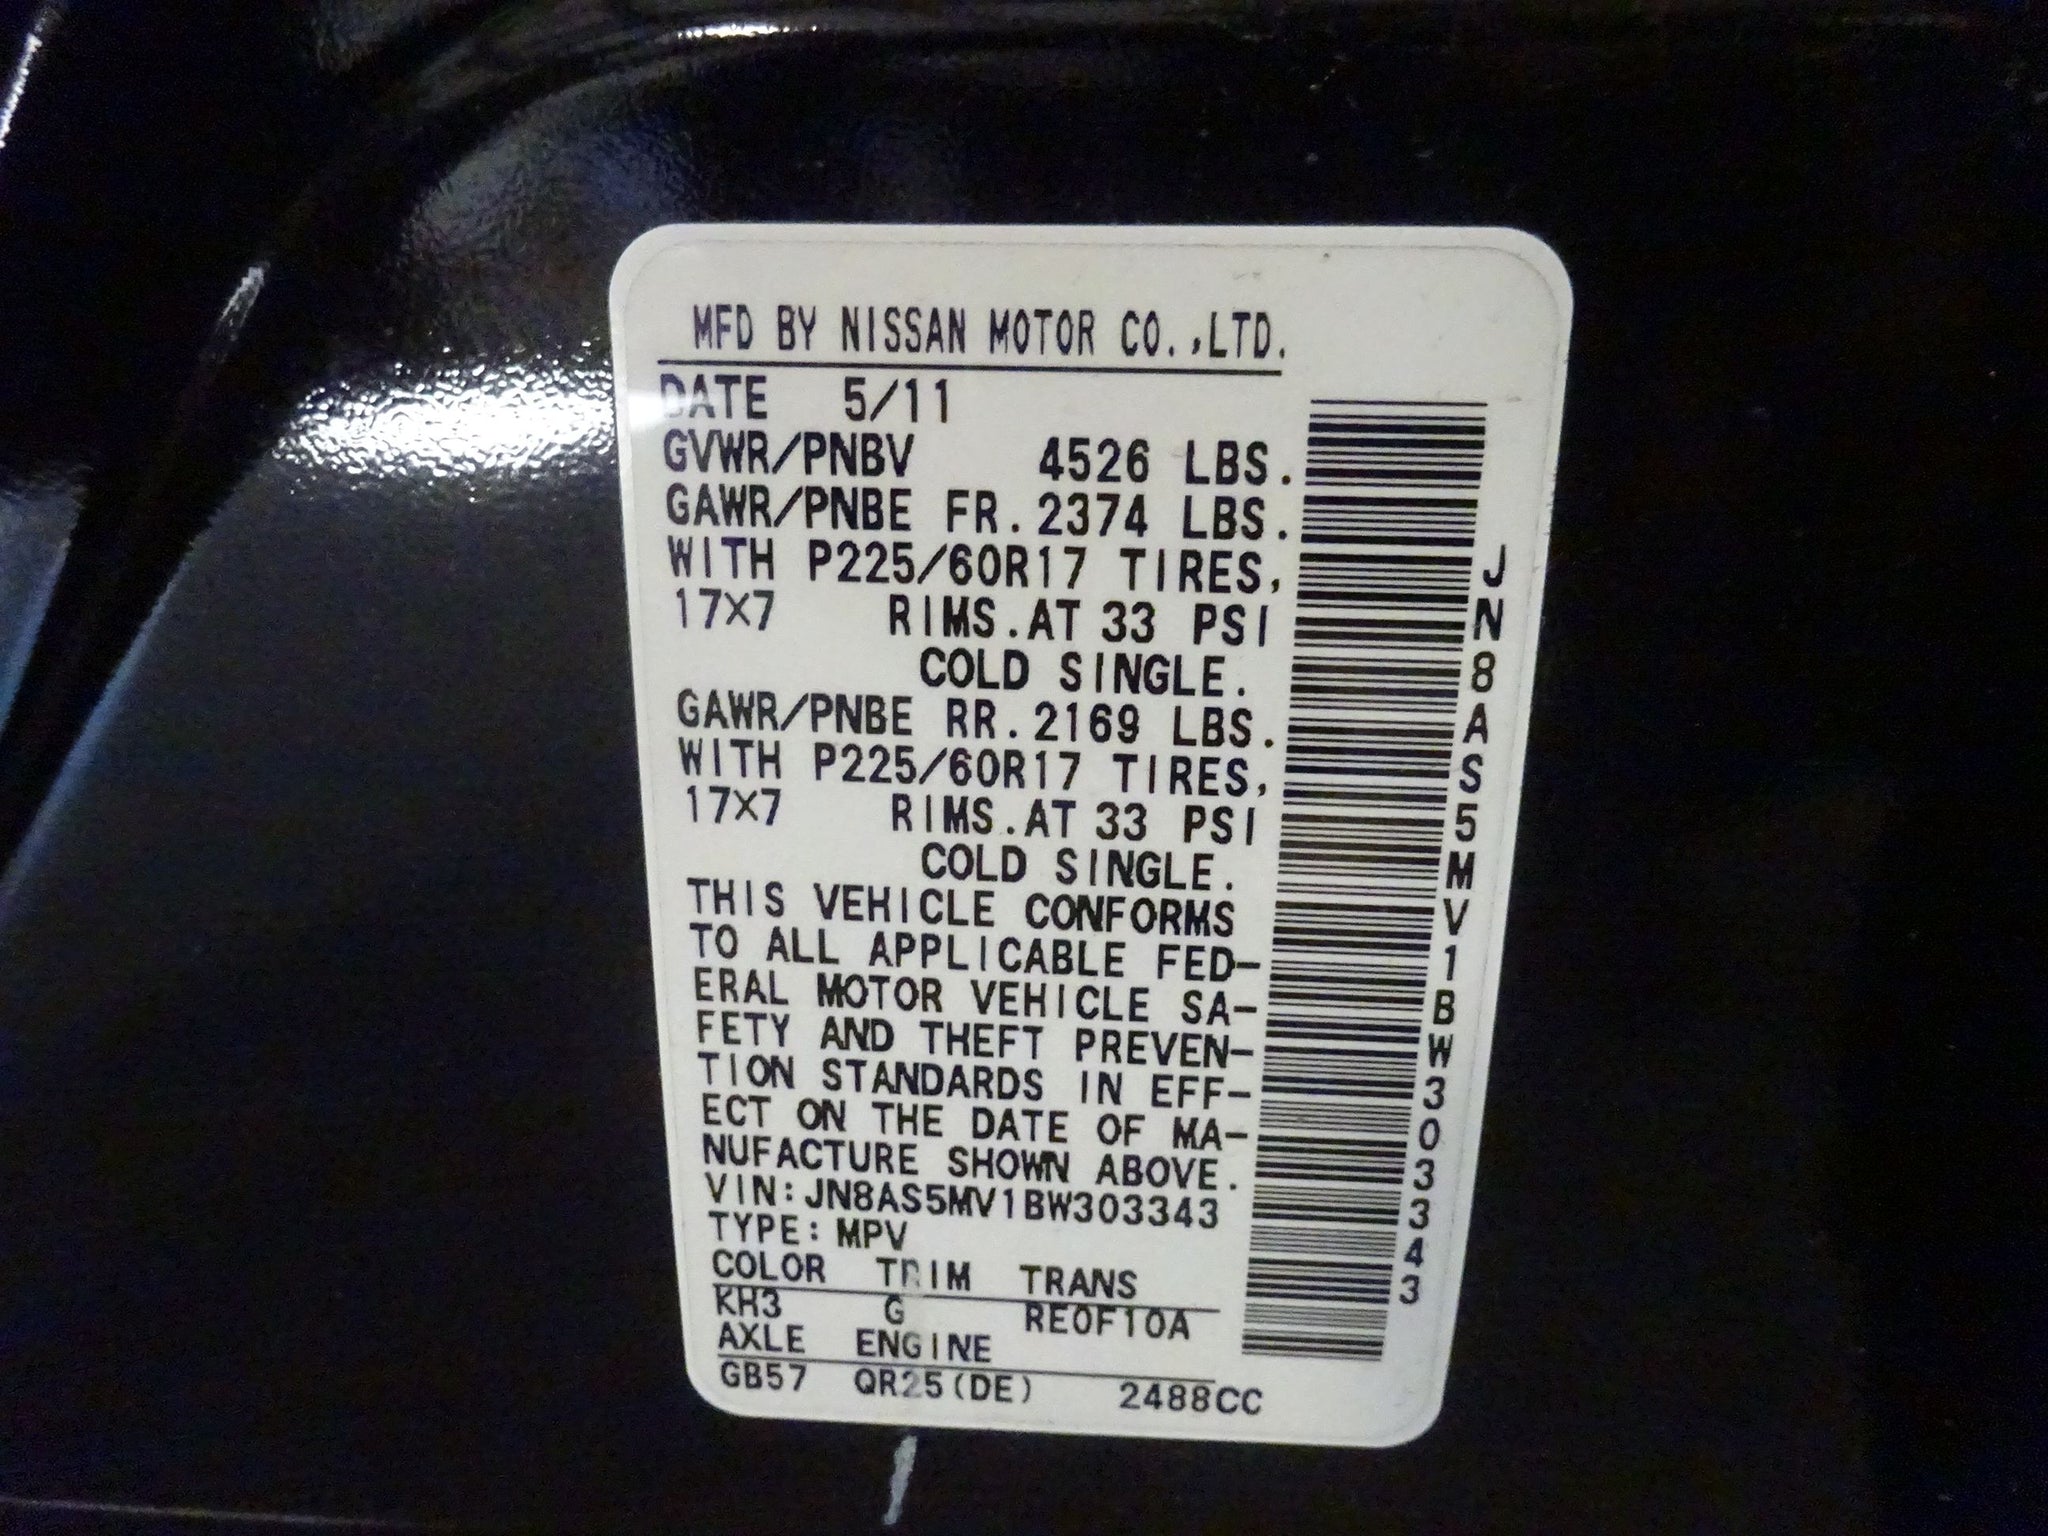 MFD BY NISSAN MOTOR CO.,LTD.
DATE 5/11
GVWR/PNBV 4526 LBS.
GAWR/PNBE FR.2374 LBS.
WITH P225/60R17 TIRES,
17X7 RIMS.AT 33 PSI
COLD SINGLE.
GAWR/PNBE RR.2169 LBS.
WITH P225/60R17 TIRES,
17X7 RIMS.AT 33 PSI
COLD SINGLE.
THIS VEHICLE CONFORMS
TO ALL APPLICABLE FED-
ERAL MOTOR VEHICLE SA-
FETY AND THEFT PREVEN-
TION STANDARDS IN EFF-
ECT ON THE DATE OF MA-
NUFACTURE SHOWN ABOVE.
VIN:JN8AS5MV1BW303343
TYPE:MPV
COLOR TRIM TRANS
KH3 G RE0F10A
AXLE ENGINE
GB57 QR25(DE) 2488CC
JN8AS5MV1BW303343